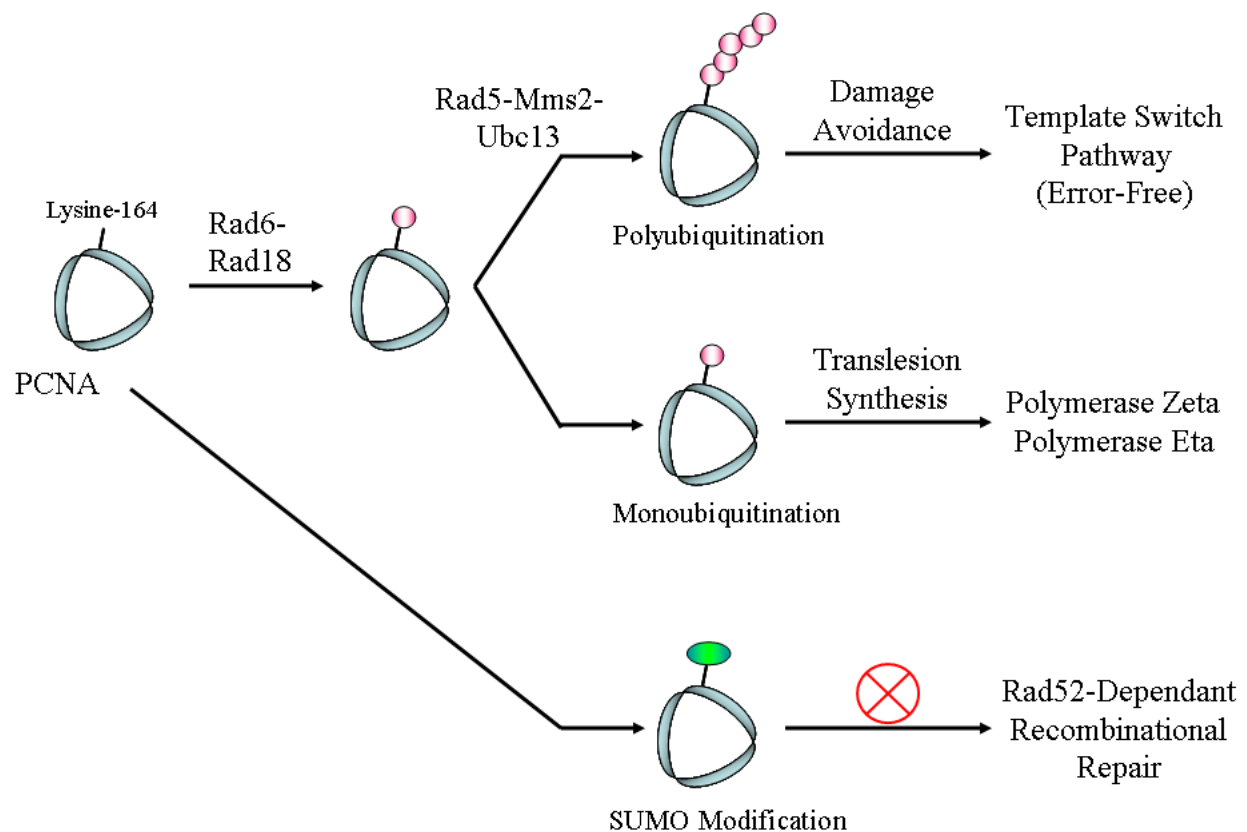 Lysine-164
PCNA
Rad6-
Rad18
Rad5-Mms2-
Ubc13
Polyubiquitination
Damage
Avoidance
Template Switch
Pathway
(Error-Free)
Monoubiquitination
Translesion
Synthesis
Polymerase Zeta
Polymerase Eta
SUMO Modification
Rad52-Dependant
Recombinational
Repair